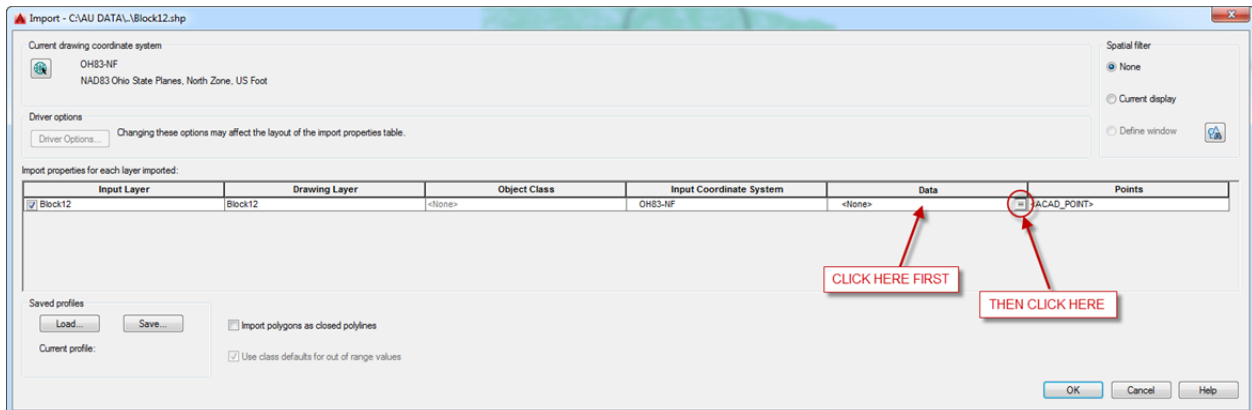 Import - C:\AU DATA\..\Block12.shp
Current drawing coordinate system
OH83-NF
NAD83 Ohio State Planes, North Zone, US Foot
Spatial filter
None
Current display
Define window
Driver options
Driver Options...
Changing these options may affect the layout of the import properties table.
Import properties for each layer imported:
Input Layer Drawing Layer Object Class Input Coordinate System Data Points
Block12 Block12 <None> OH83-NF <None> ... <ACAD_POINT>
CLICK HERE FIRST
THEN CLICK HERE
Saved profiles
Load... Save...
Current profile:
Import polygons as closed polylines
Use class defaults for out of range values
OK Cancel Help